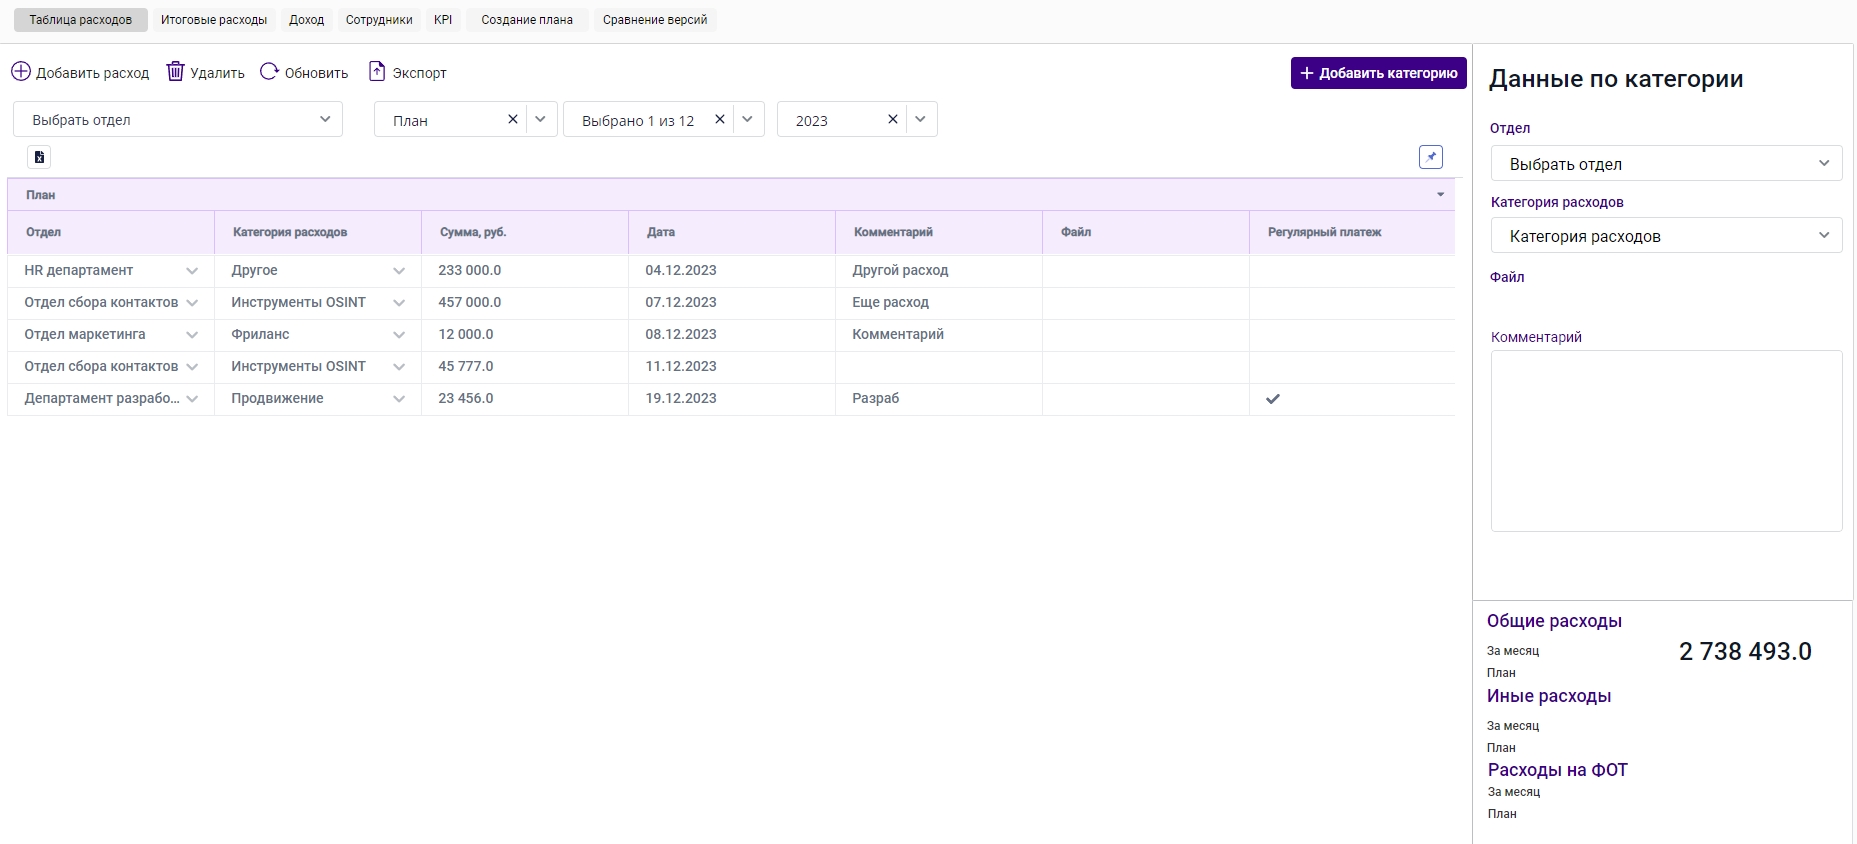 Таблица расходов Итоговые расходы Доход Сотрудники KPI Создание плана Сравнение версий
Добавить расход Удалить Обновить Экспорт
Добавить категорию
Выбрать отдел План Выбрано 1 из 12 2023
План
Отдел Категория расходов Сумма, руб. Дата Комментарий Файл Регулярный платеж
HR департамент Другое 233 000.0 04.12.2023 Другой расход
Отдел сбора контактов Инструменты OSINT 457 000.0 07.12.2023 Еще расход
Отдел маркетинга Фриланс 12 000.0 08.12.2023 Комментарий
Отдел сбора контактов Инструменты OSINT 45 777.0 11.12.2023
Департамент разрабо... Продвижение 23 456.0 19.12.2023 Разраб
Данные по категории
Отдел
Выбрать отдел
Категория расходов
Категория расходов
Файл
Комментарий
Общие расходы
За месяц 2 738 493.0
План
Иные расходы
За месяц
План
Расходы на ФОТ
За месяц
План